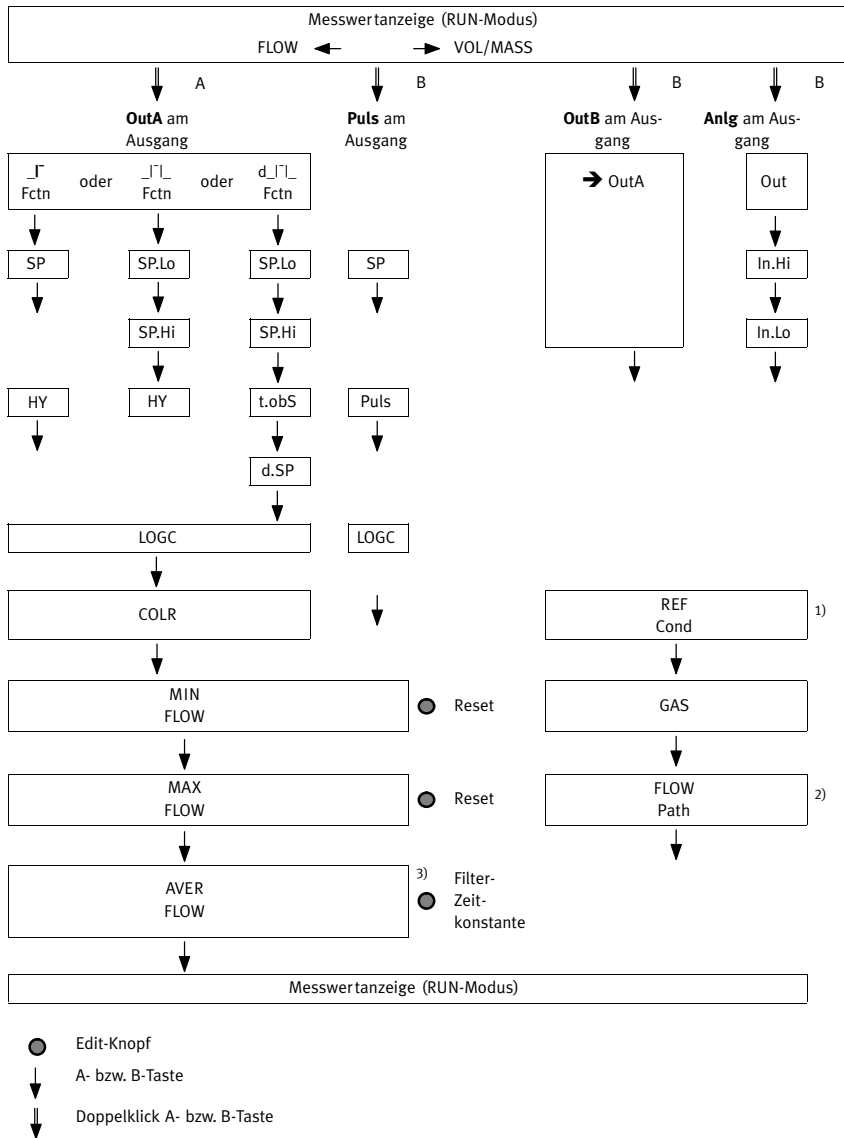 Messwertanzeige (RUN-Modus)
FLOW VOL/MASS
A B B B
OutA am Ausgang
Puls am Ausgang
OutB am Aus-
gang
Anlg am Aus-
gang
_|¯ oder _|¯|_ oder d_|¯|_
Fctn Fctn Fctn
➔ OutA
Out
SP SP.Lo SP.Lo SP In.Hi
SP.Hi SP.Hi In.Lo
HY HY t.obS Puls
d.SP
LOGC LOGC
COLR
REF
Cond
1)
MIN
FLOW
Reset
GAS
MAX
FLOW
Reset
FLOW
Path
2)
AVER
FLOW
3) Filter-
Zeit-
konstante
Messwertanzeige (RUN-Modus)
Edit-Knopf
A- bzw. B-Taste
Doppelklick A- bzw. B-Taste